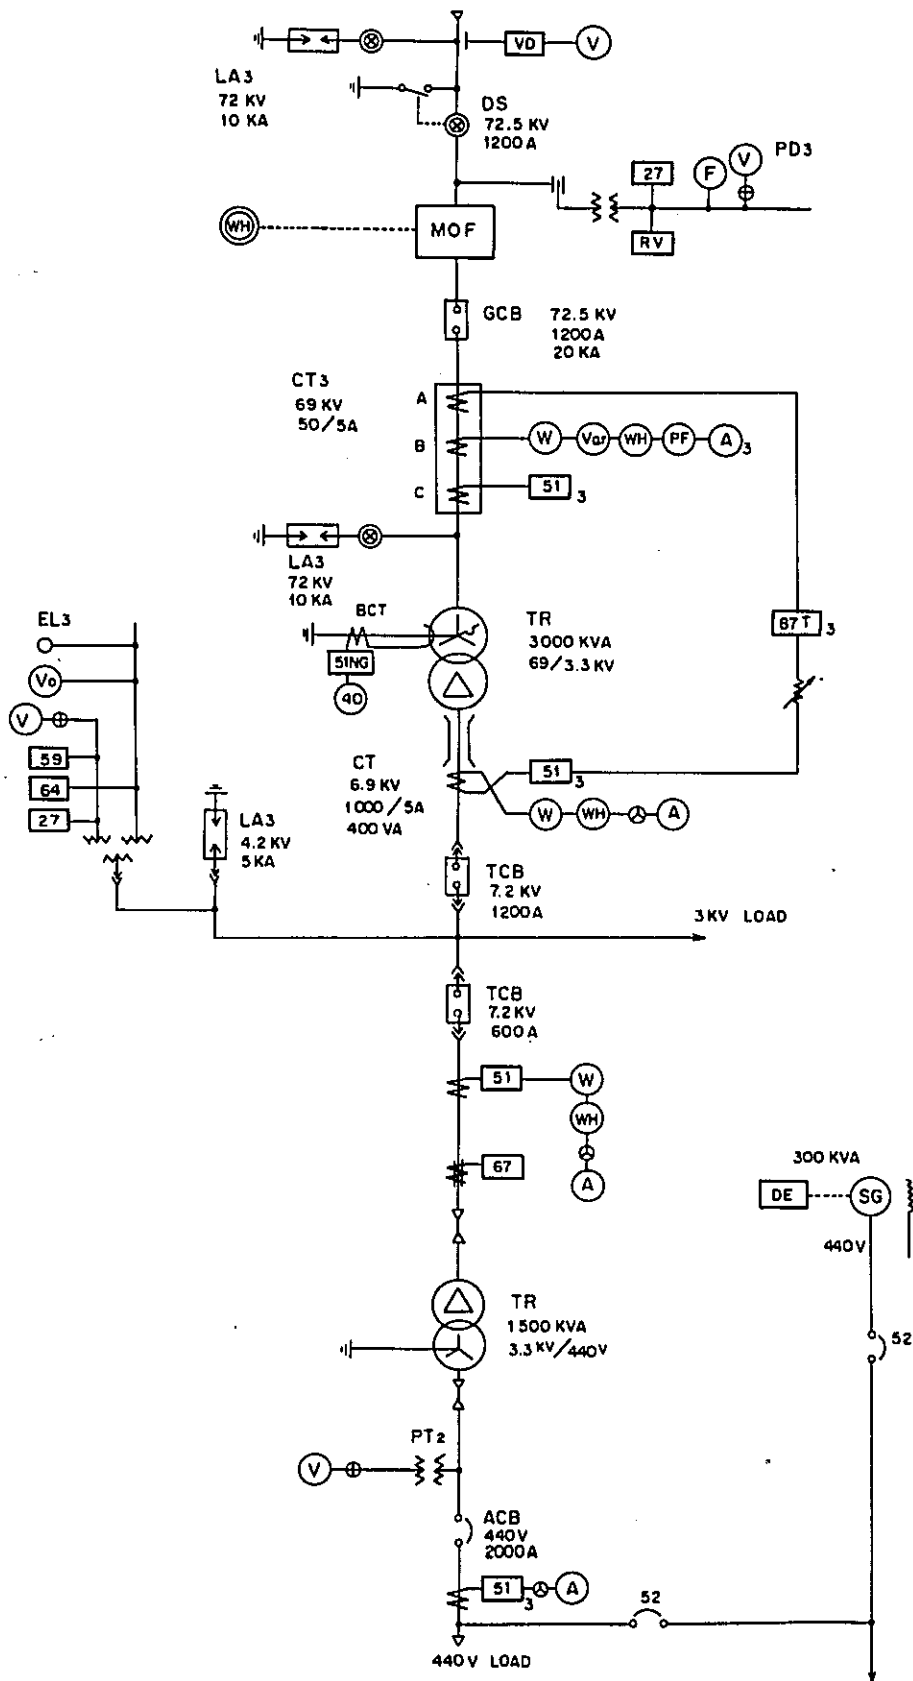 VD
V
LA3
72 KV
10 KA
DS
72.5 KV
1200A
PD3
V
F
27
RV
WH
MOF
GCB
72.5 KV
1200A
20 KA
CT3
69 KV
50/5A
A
B
C
W
Var
WH
PF
A
3
51
3
LA3
72 KV
10 KA
BCT
51NG
40
TR
3000 KVA
69/3.3 KV
87T
3
EL3
Vo
V
59
64
27
LA3
4.2 KV
5 KA
CT
6.9 KV
1000/5A
400 VA
51
3
W
WH
A
TCB
7.2 KV
1200A
3KV LOAD
TCB
7.2 KV
600A
51
W
WH
A
67
300 KVA
DE
SG
440V
52
TR
1500 KVA
3.3 KV/440V
PT2
V
ACB
440V
2000A
51
3
A
52
440V LOAD